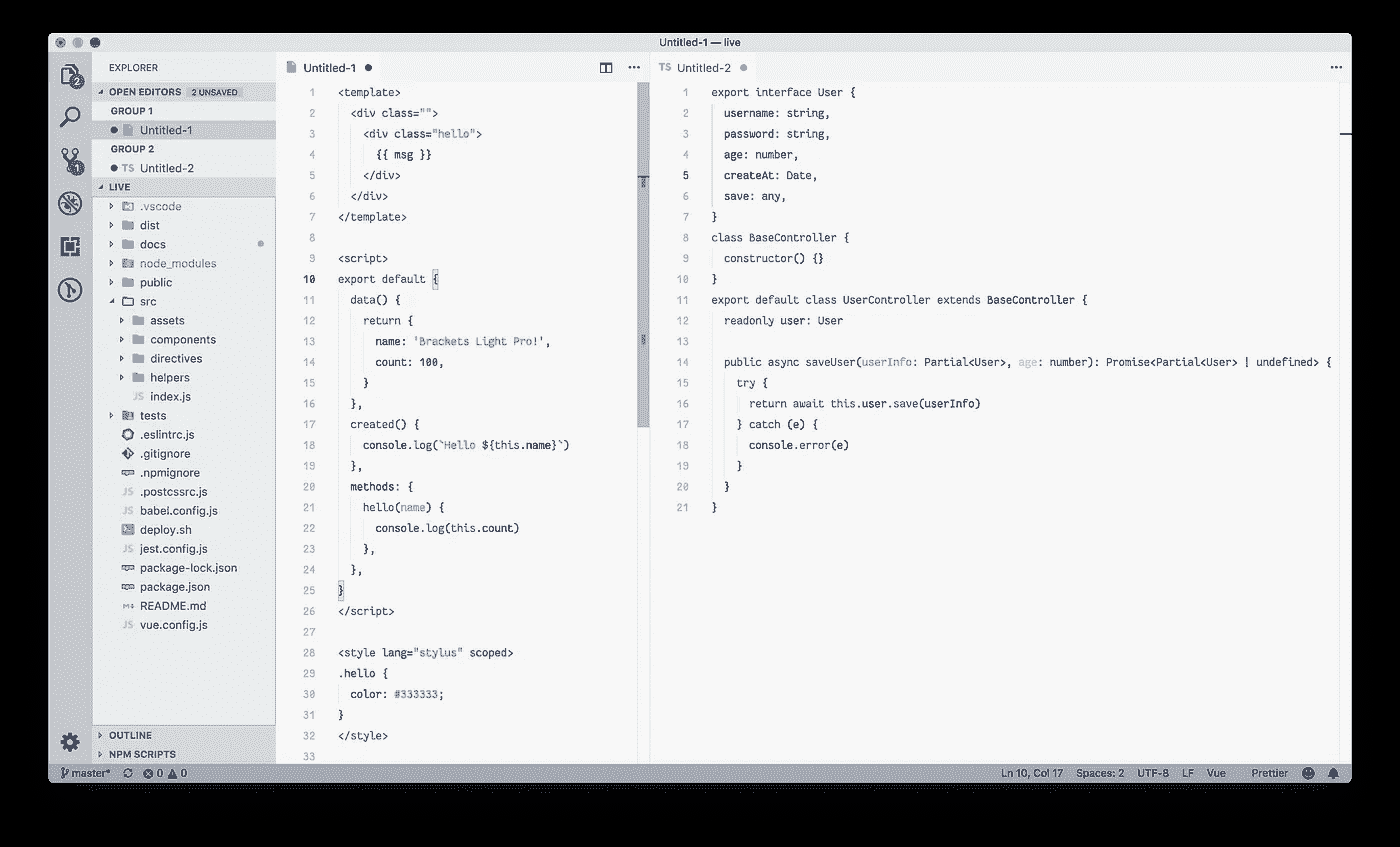 Untitled-1 — live
EXPLORER
OPEN EDITORS 2 UNSAVED
GROUP 1
Untitled-1
GROUP 2
TS Untitled-2
LIVE
.vscode
dist
docs
node_modules
public
src
assets
components
directives
helpers
JS index.js
tests
.eslintrc.js
.gitignore
.npmignore
JS .postcssrc.js
JS babel.config.js
deploy.sh
JS jest.config.js
package-lock.json
package.json
M+ README.md
JS vue.config.js
OUTLINE
NPM SCRIPTS
2
1
Untitled-1
1 <template>
2 <div class="">
3 <div class="hello">
4 {{ msg }}
5 </div>
6 </div>
7 </template>
8
9 <script>
10 export default {
11 data() {
12 return {
13 name: 'Brackets Light Pro!',
14 count: 100,
15 }
16 },
17 created() {
18 console.log(`Hello ${this.name}`)
19 },
20 methods: {
21 hello(name) {
22 console.log(this.count)
23 },
24 },
25 }
26 </script>
27
28 <style lang="stylus" scoped>
29 .hello {
30 color: #333333;
31 }
32 </style>
33
TS Untitled-2
1 export interface User {
2 username: string,
3 password: string,
4 age: number,
5 createAt: Date,
6 save: any,
7 }
8 class BaseController {
9 constructor() {}
10 }
11 export default class UserController extends BaseController {
12 readonly user: User
13
14 public async saveUser(userInfo: Partial<User>, age: number): Promise<Partial<User> | undefined> {
15 try {
16 return await this.user.save(userInfo)
17 } catch (e) {
18 console.error(e)
19 }
20 }
21 }
master* 0 0 Ln 10, Col 17 Spaces: 2 UTF-8 LF Vue Prettier